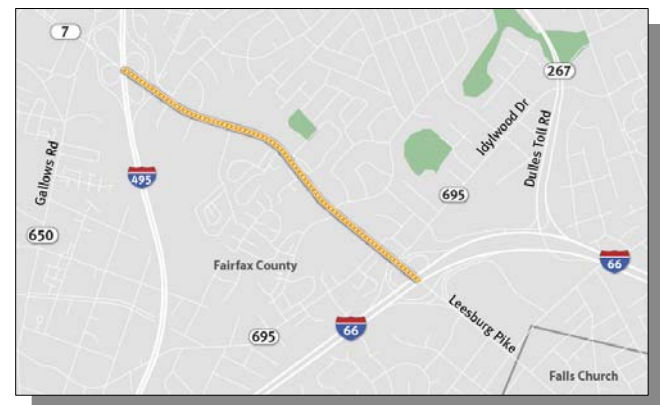 7
267
Idylwood Dr
Dulles Toll Rd
Gallows Rd
495
695
650
Fairfax County
66
66
695
Leesburg Pike
Falls Church